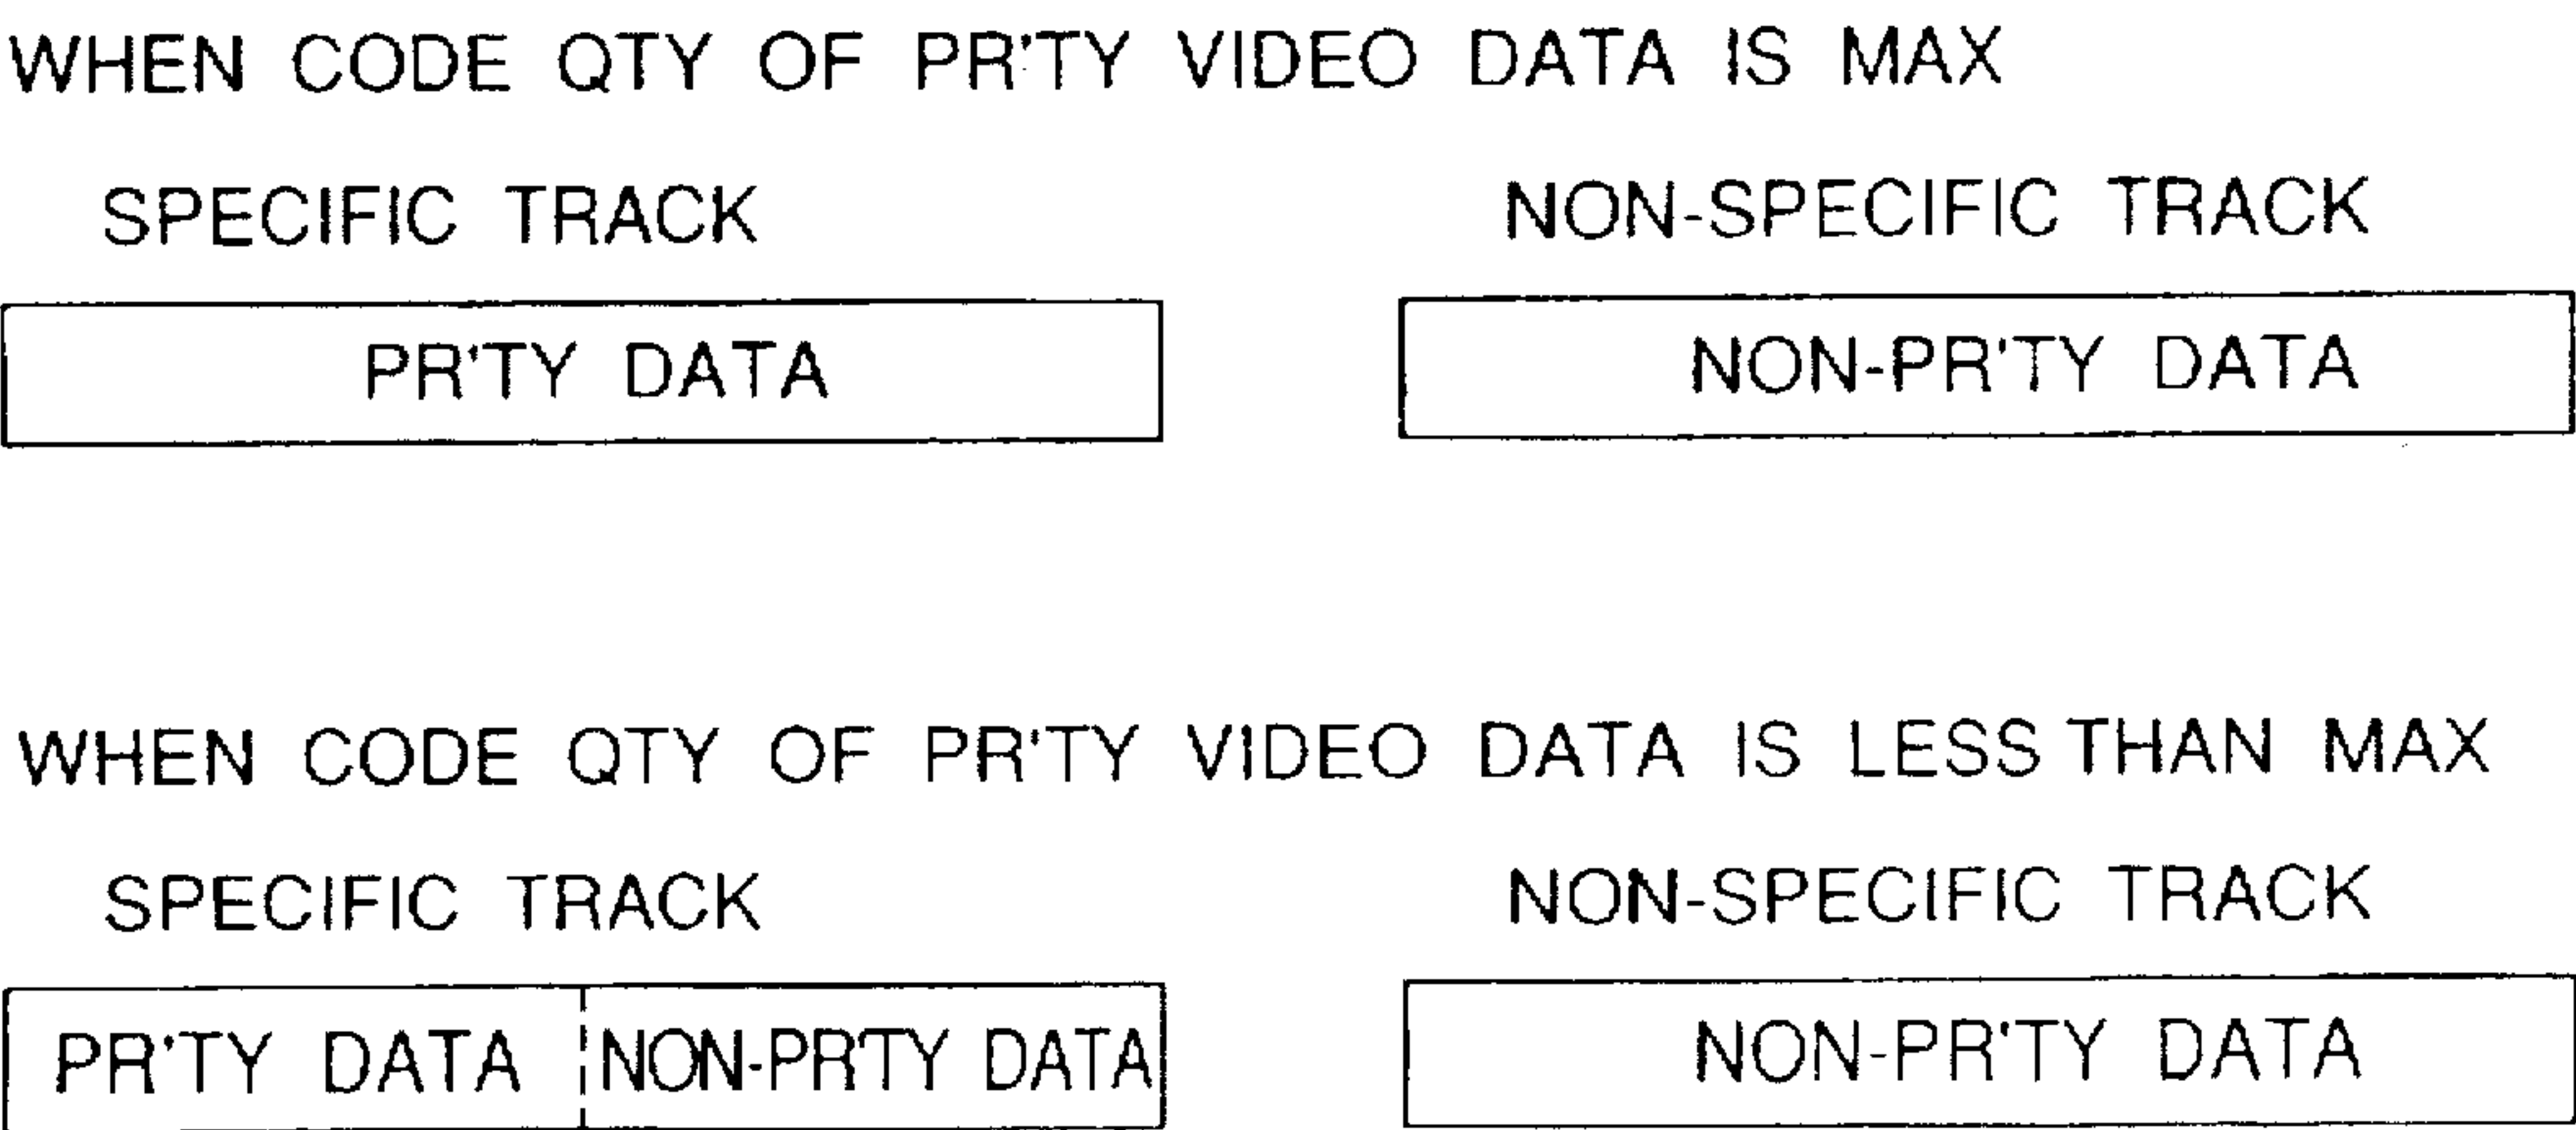 WHEN CODE QTY OF PR'TY VIDEO DATA IS MAX
SPECIFIC TRACK NON-SPECIFIC TRACK
PR'TY DATA NON-PR'TY DATA
WHEN CODE QTY OF PR'TY VIDEO DATA IS LESS THAN MAX
SPECIFIC TRACK NON-SPECIFIC TRACK
PR'TY DATA NON-PR'TY DATA NON-PR'TY DATA